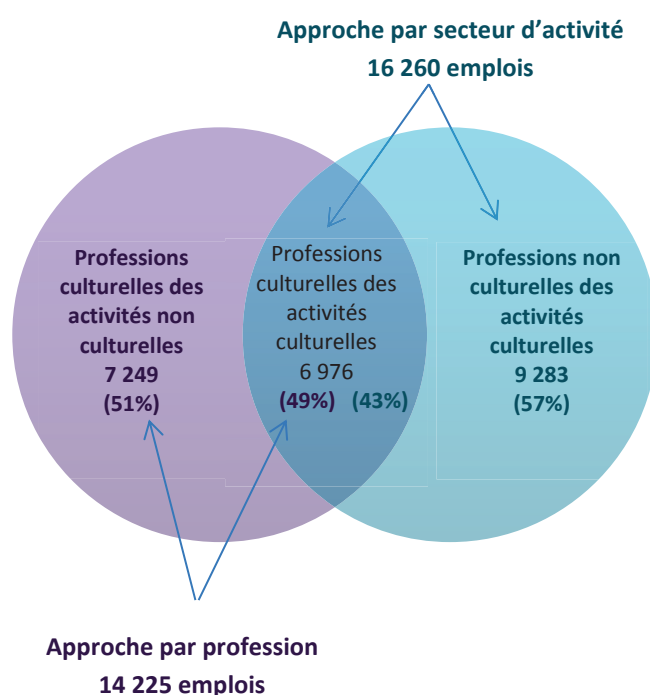 Approche par secteur d’activité
16 260 emplois
Professions
culturelles des
activités non
culturelles
7 249
(51%)
Professions
culturelles des
activités
culturelles
6 976
(49%) (43%)
Professions non
culturelles des
activités
culturelles
9 283
(57%)
Approche par profession
14 225 emplois